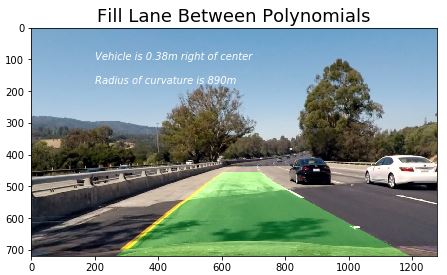 Fill Lane Between Polynomials
Vehicle is 0.38m right of center
Radius of curvature is 890m
0
100
200
300
400
500
600
700
0 200 400 600 800 1000 1200